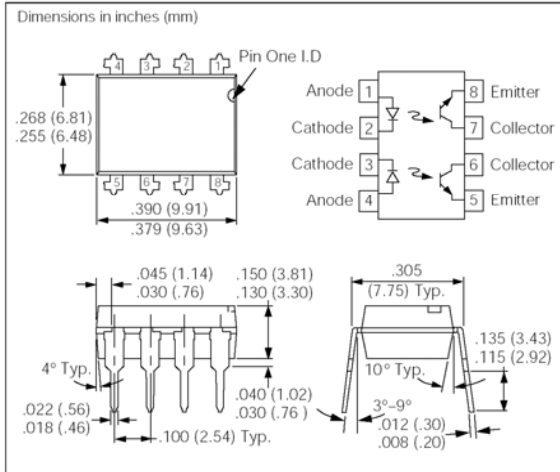 Dimensions in inches (mm)
4 3 2 1
Pin One I.D
.268 (6.81)
.255 (6.48)
5 6 7 8
.390 (9.91)
.379 (9.63)
Anode 1
Cathode 2
Cathode 3
Anode 4
8 Emitter
7 Collector
6 Collector
5 Emitter
.045 (1.14)
.030 (.76)
.150 (3.81)
.130 (3.30)
4° Typ.
.040 (1.02)
.030 (.76 )
.022 (.56)
.018 (.46)
.100 (2.54) Typ.
.305
(7.75) Typ.
.135 (3.43)
.115 (2.92)
10° Typ.
3°–9°
.012 (.30)
.008 (.20)